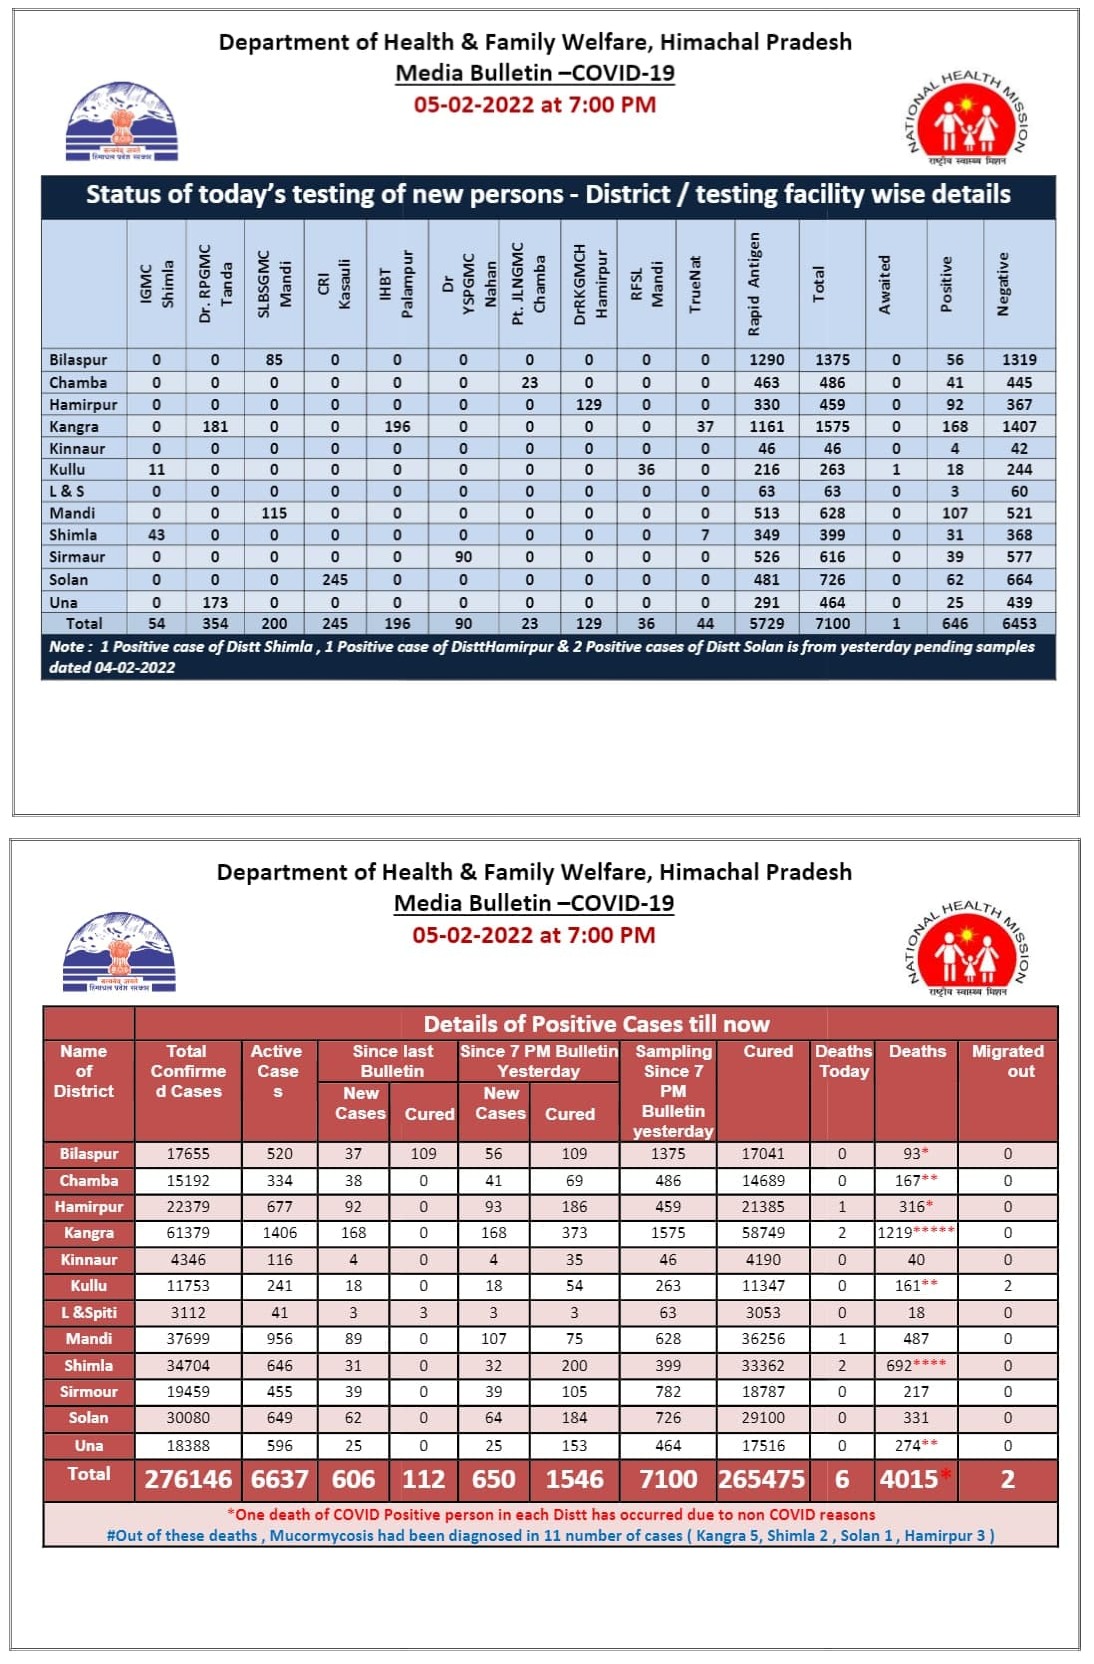 Department of Health & Family Welfare, Himachal Pradesh
Media Bulletin –COVID-19
05-02-2022 at 7:00 PM
सत्यमेव जयते
हिमाचल प्रदेश सरकार
NATIONAL HEALTH MISSION
राष्ट्रीय स्वास्थ्य मिशन
Status of today's testing of new persons - District / testing facility wise details
IGMC Shimla Dr. RPGMC Tanda SLBSGMC Mandi CRI Kasauli IHBT Palampur Dr YSPGMC Nahan Pt. JLNGMC Chamba DrRKGMCH Hamirpur RFSL Mandi TrueNat Rapid Antigen Total Awaited Positive Negative
Bilaspur 0 0 85 0 0 0 0 0 0 0 1290 1375 0 56 1319
Chamba 0 0 0 0 0 0 23 0 0 0 463 486 0 41 445
Hamirpur 0 0 0 0 0 0 0 129 0 0 330 459 0 92 367
Kangra 0 181 0 0 196 0 0 0 0 37 1161 1575 0 168 1407
Kinnaur 0 0 0 0 0 0 0 0 0 0 46 46 0 4 42
Kullu 11 0 0 0 0 0 0 0 36 0 216 263 1 18 244
L & S 0 0 0 0 0 0 0 0 0 0 63 63 0 3 60
Mandi 0 0 115 0 0 0 0 0 0 0 513 628 0 107 521
Shimla 43 0 0 0 0 0 0 0 0 7 349 399 0 31 368
Sirmaur 0 0 0 0 0 90 0 0 0 0 526 616 0 39 577
Solan 0 0 0 245 0 0 0 0 0 0 481 726 0 62 664
Una 0 173 0 0 0 0 0 0 0 0 291 464 0 25 439
Total 54 354 200 245 196 90 23 129 36 44 5729 7100 1 646 6453
Note : 1 Positive case of Distt Shimla , 1 Positive case of DisttHamirpur & 2 Positive cases of Distt Solan is from yesterday pending samples
dated 04-02-2022
Department of Health & Family Welfare, Himachal Pradesh
Media Bulletin –COVID-19
05-02-2022 at 7:00 PM
सत्यमेव जयते
हिमाचल प्रदेश सरकार
NATIONAL HEALTH MISSION
राष्ट्रीय स्वास्थ्य मिशन
Details of Positive Cases till now
Name Total Active Since last Since 7 PM Bulletin Sampling Cured Deaths Deaths Migrated
of Confirme Case Bulletin Yesterday Since 7 Today out
District d Cases s New New PM
Cases Cured Cases Cured Bulletin
yesterday
Bilaspur 17655 520 37 109 56 109 1375 17041 0 93* 0
Chamba 15192 334 38 0 41 69 486 14689 0 167** 0
Hamirpur 22379 677 92 0 93 186 459 21385 1 316* 0
Kangra 61379 1406 168 0 168 373 1575 58749 2 1219***** 0
Kinnaur 4346 116 4 0 4 35 46 4190 0 40 0
Kullu 11753 241 18 0 18 54 263 11347 0 161** 2
L &Spiti 3112 41 3 3 3 3 63 3053 0 18 0
Mandi 37699 956 89 0 107 75 628 36256 1 487 0
Shimla 34704 646 31 0 32 200 399 33362 2 692**** 0
Sirmour 19459 455 39 0 39 105 782 18787 0 217 0
Solan 30080 649 62 0 64 184 726 29100 0 331 0
Una 18388 596 25 0 25 153 464 17516 0 274** 0
Total 276146 6637 606 112 650 1546 7100 265475 6 4015* 2
*One death of COVID Positive person in each Distt has occurred due to non COVID reasons
#Out of these deaths , Mucormycosis had been diagnosed in 11 number of cases ( Kangra 5, Shimla 2 , Solan 1 , Hamirpur 3 )